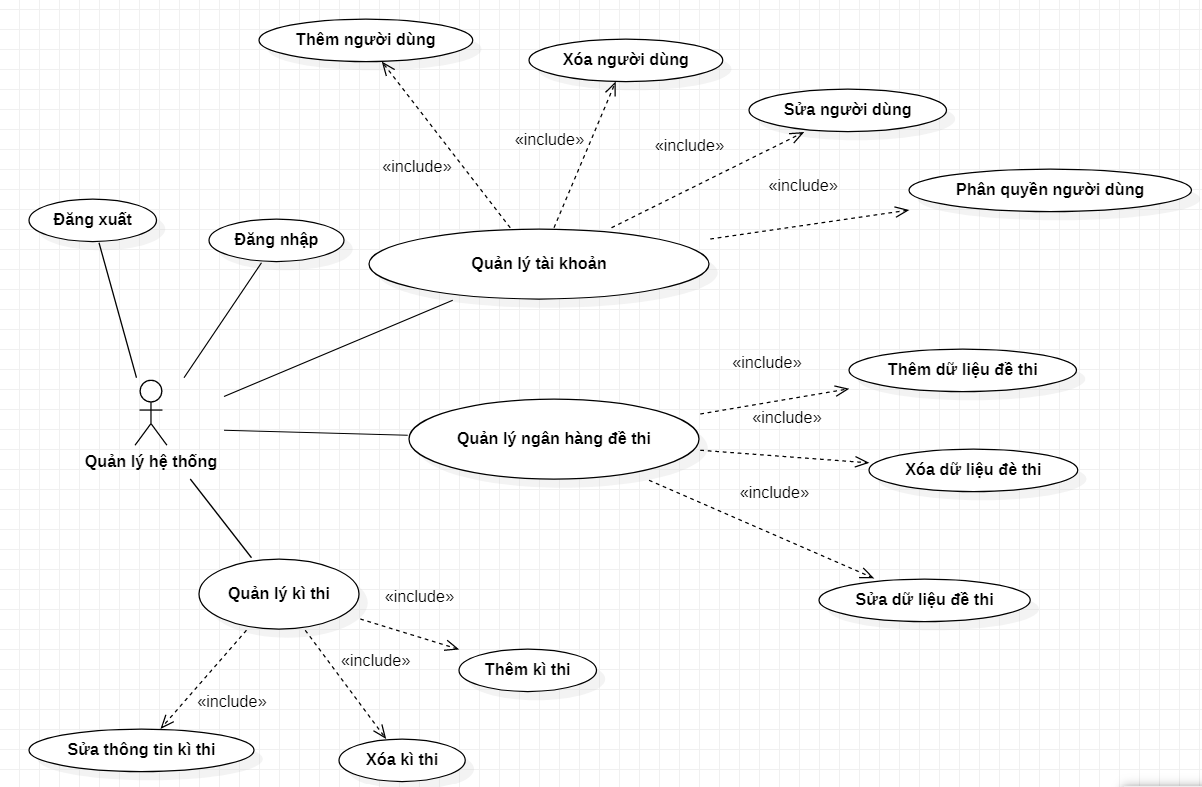 Thêm người dùng
Xóa người dùng
Sửa người dùng
«include»
«include»
«include»
«include»
Phân quyền người dùng
Đăng xuất
Đăng nhập
Quản lý tài khoản
«include»
Thêm dữ liệu đề thi
«include»
Quản lý ngân hàng đề thi
Quản lý hệ thống
Xóa dữ liệu đè thi
«include»
Quản lý kì thi
«include»
Sửa dữ liệu đề thi
«include»
Thêm kì thi
«include»
Sửa thông tin kì thi
Xóa kì thi